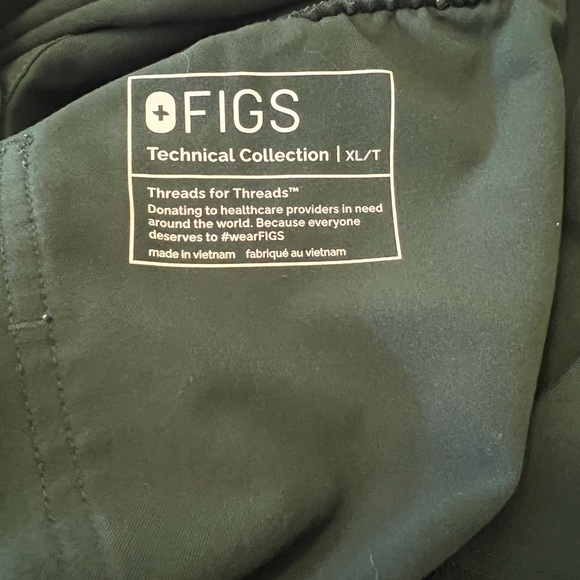 FIGS
Technical Collection | XL/T
Threads for Threads™
Donating to healthcare providers in need
around the world. Because everyone
deserves to #wearFIGS
made in vietnam fabriqué au vietnam